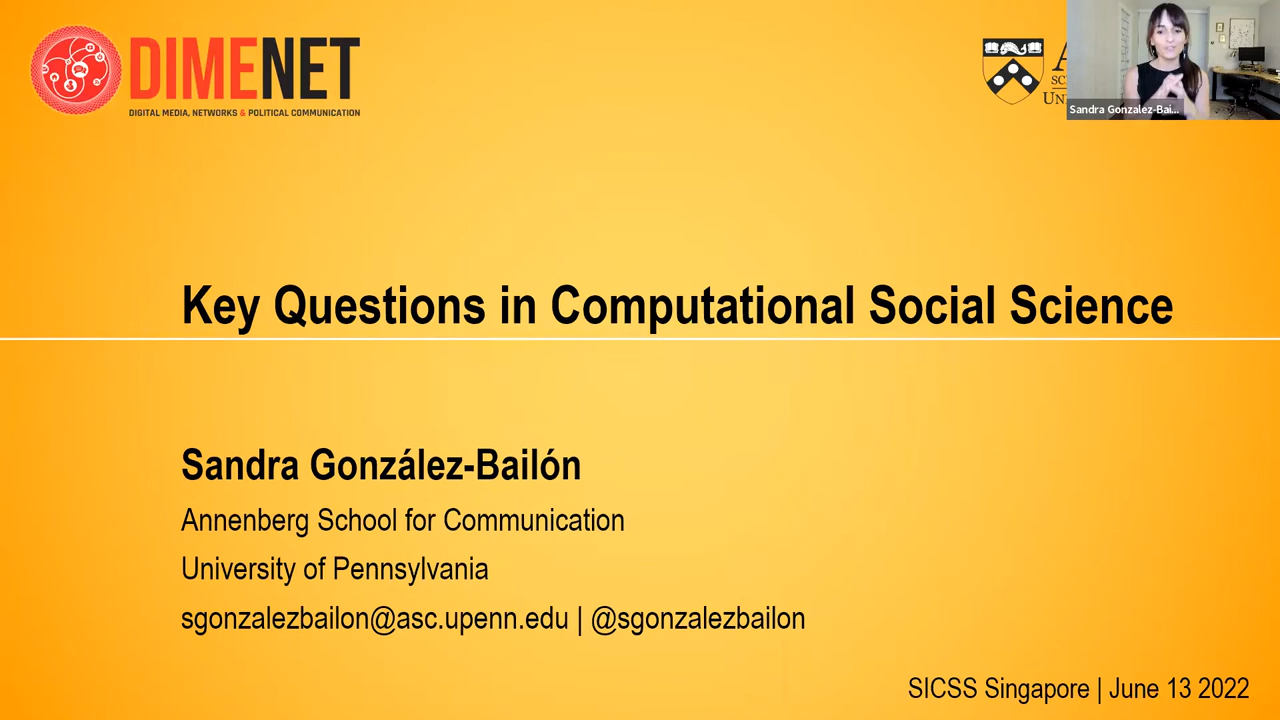 DIMENET
DIGITAL MEDIA, NETWORKS & POLITICAL COMMUNICATION
Sandra Gonzalez-Bai...
Key Questions in Computational Social Science
Sandra González-Bailón
Annenberg School for Communication
University of Pennsylvania
sgonzalezbailon@asc.upenn.edu | @sgonzalezbailon
SICSS Singapore | June 13 2022